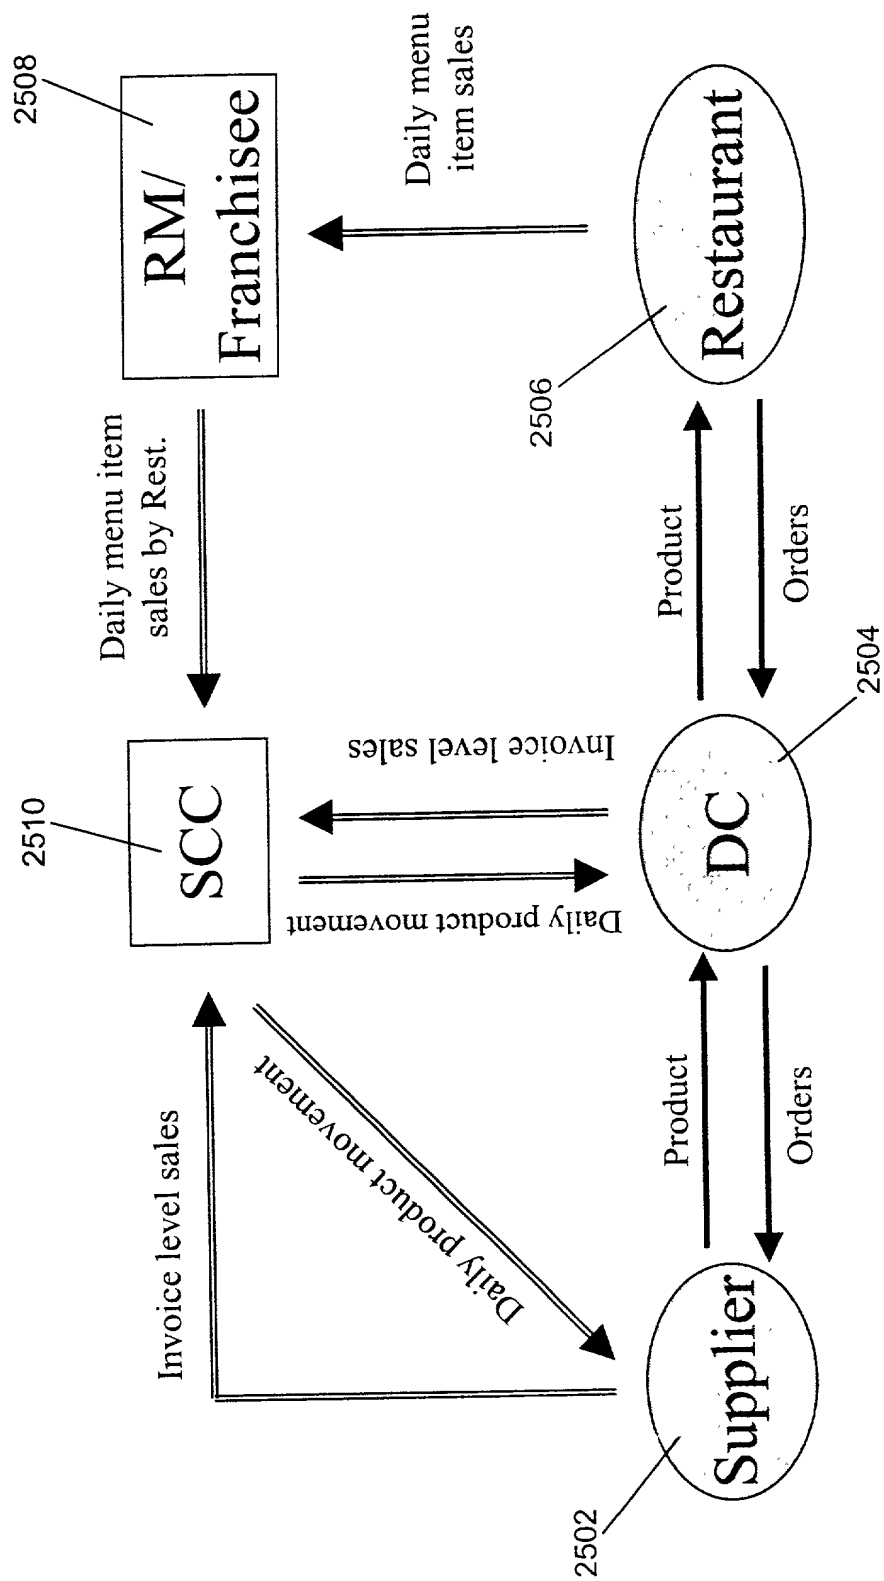 2510
SCC
Daily menu item
sales by Rest.
2508
RM/
Franchisee
Invoice level sales
Daily product movement
Daily product movement
Invoice level sales
Daily menu
item sales
2502
Supplier
Product
Orders
DC
2504
Product
Orders
2506
Restaurant